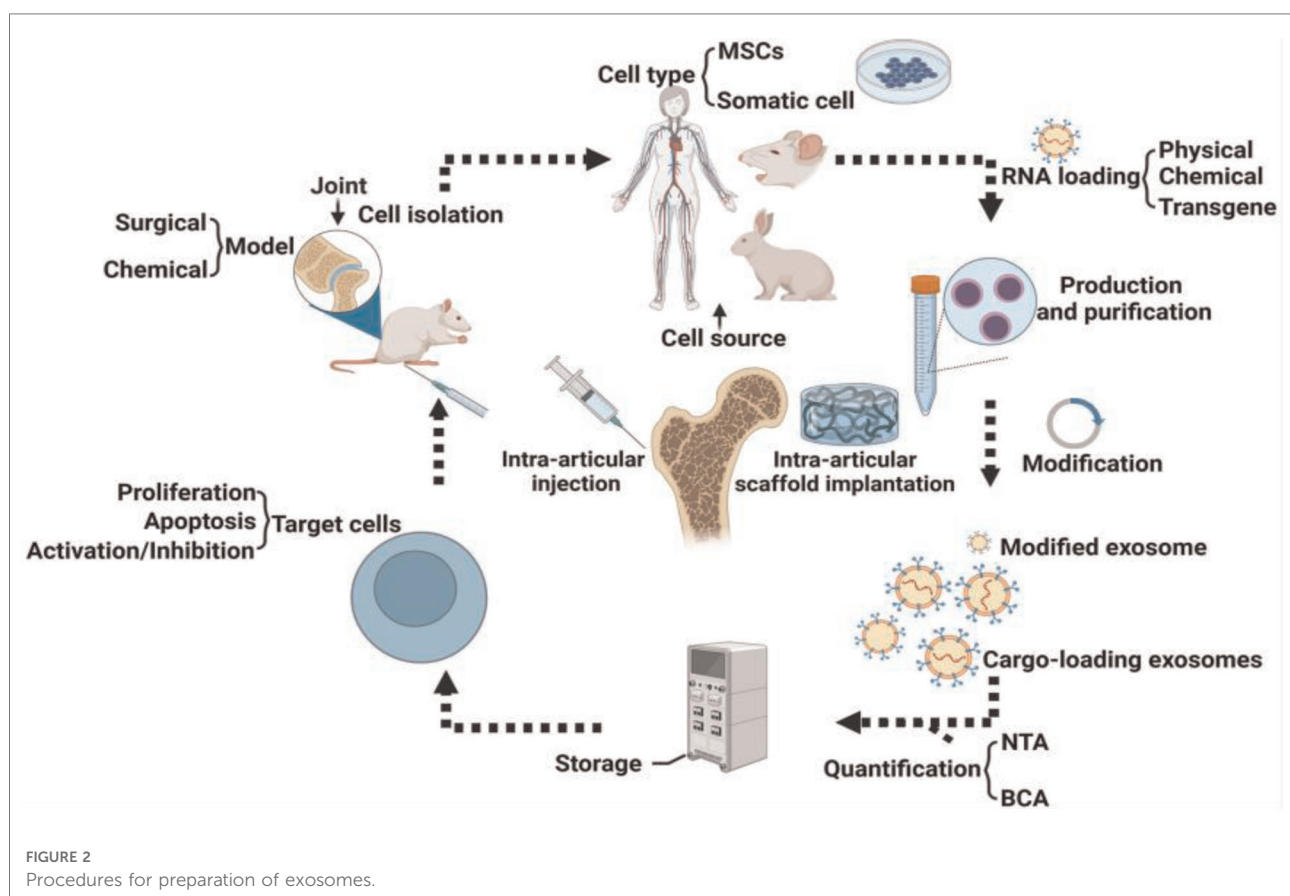 Cell type
MSCs
Somatic cell
RNA loading
Physical
Chemical
Transgene
Joint
Cell isolation
Surgical
Chemical
Model
Cell source
Production
and purification
Intra-articular
injection
Intra-articular
scaffold implantation
Modification
Proliferation
Apoptosis
Activation/Inhibition
Target cells
Modified exosome
Cargo-loading exosomes
Storage
Quantification
NTA
BCA
FIGURE 2
Procedures for preparation of exosomes.